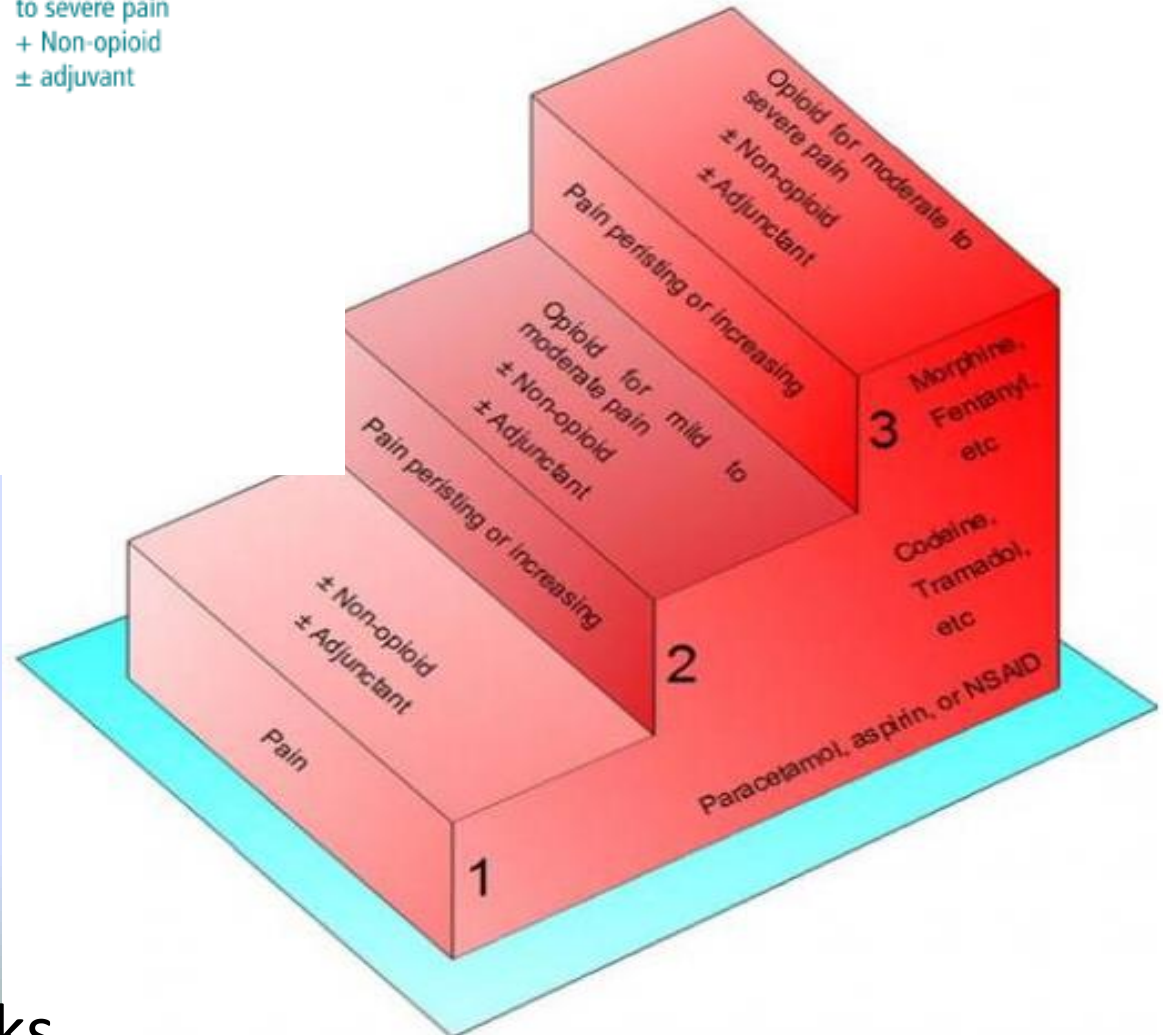 to severe pain
+ Non-opioid
± adjuvant
Opioid for moderate to
severe pain
± Non-opioid
± Adjunctant
Pain peristing or increasing
3
Morphine,
Fentanyl,
etc
Opioid for mild to
moderate pain
± Non-opioid
± Adjunctant
Pain peristing or increasing
2
Codeine,
Tramadol,
etc
± Non-opioid
± Adjunctant
Pain
1
Paracetamol, aspirin, or NSAID
ks